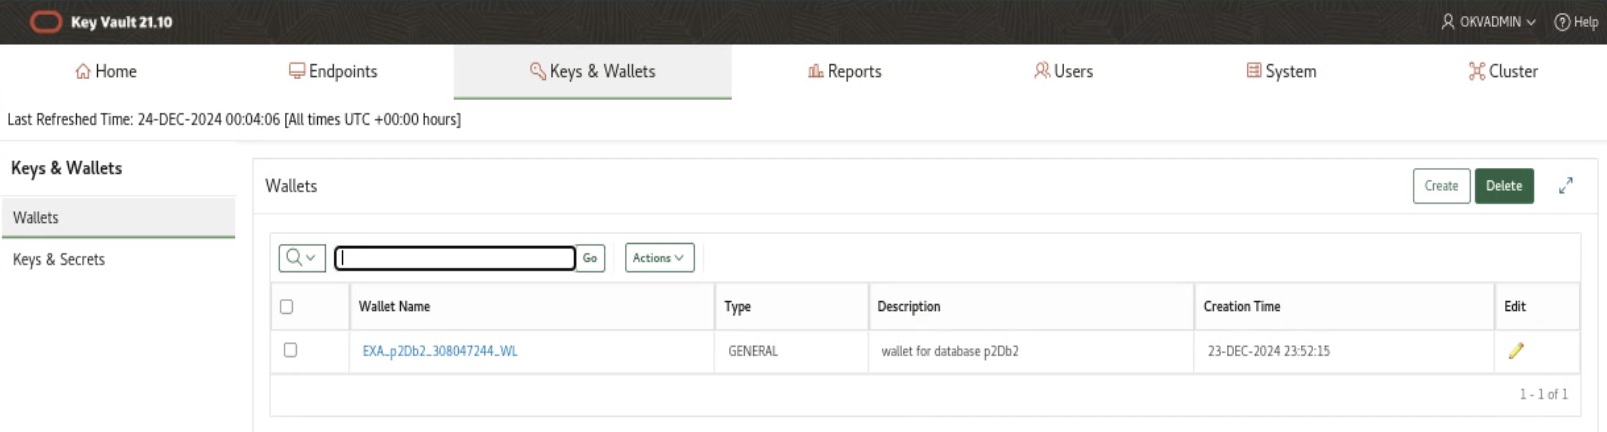 Key Vault 21.10 OKVADMIN Help
Home Endpoints Keys & Wallets Reports Users System Cluster
Last Refreshed Time: 24-DEC-2024 00:04:06 [All times UTC +00:00 hours]
Keys & Wallets
Wallets
Keys & Secrets
Wallets Create Delete
Go Actions
Wallet Name Type Description Creation Time Edit
EXA_p2Db2_308047244_WL GENERAL wallet for database p2Db2 23-DEC-2024 23:52:15
1 - 1 of 1